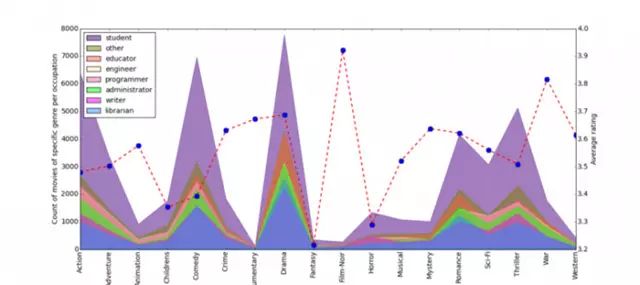 8000
7000
6000
5000
4000
3000
2000
1000
0
Count of movies of specific genre per occupation
student
other
educator
engineer
programmer
administrator
writer
librarian
4.0
3.9
3.8
3.7
3.6
3.5
3.4
3.3
3.2
Average rating
Action
Adventure
Animation
Childrens
Comedy
Crime
umentary
Drama
Fantasy
Film-Noir
Horror
Musical
Mystery
Romance
Sci-Fi
Thriller
War
Western